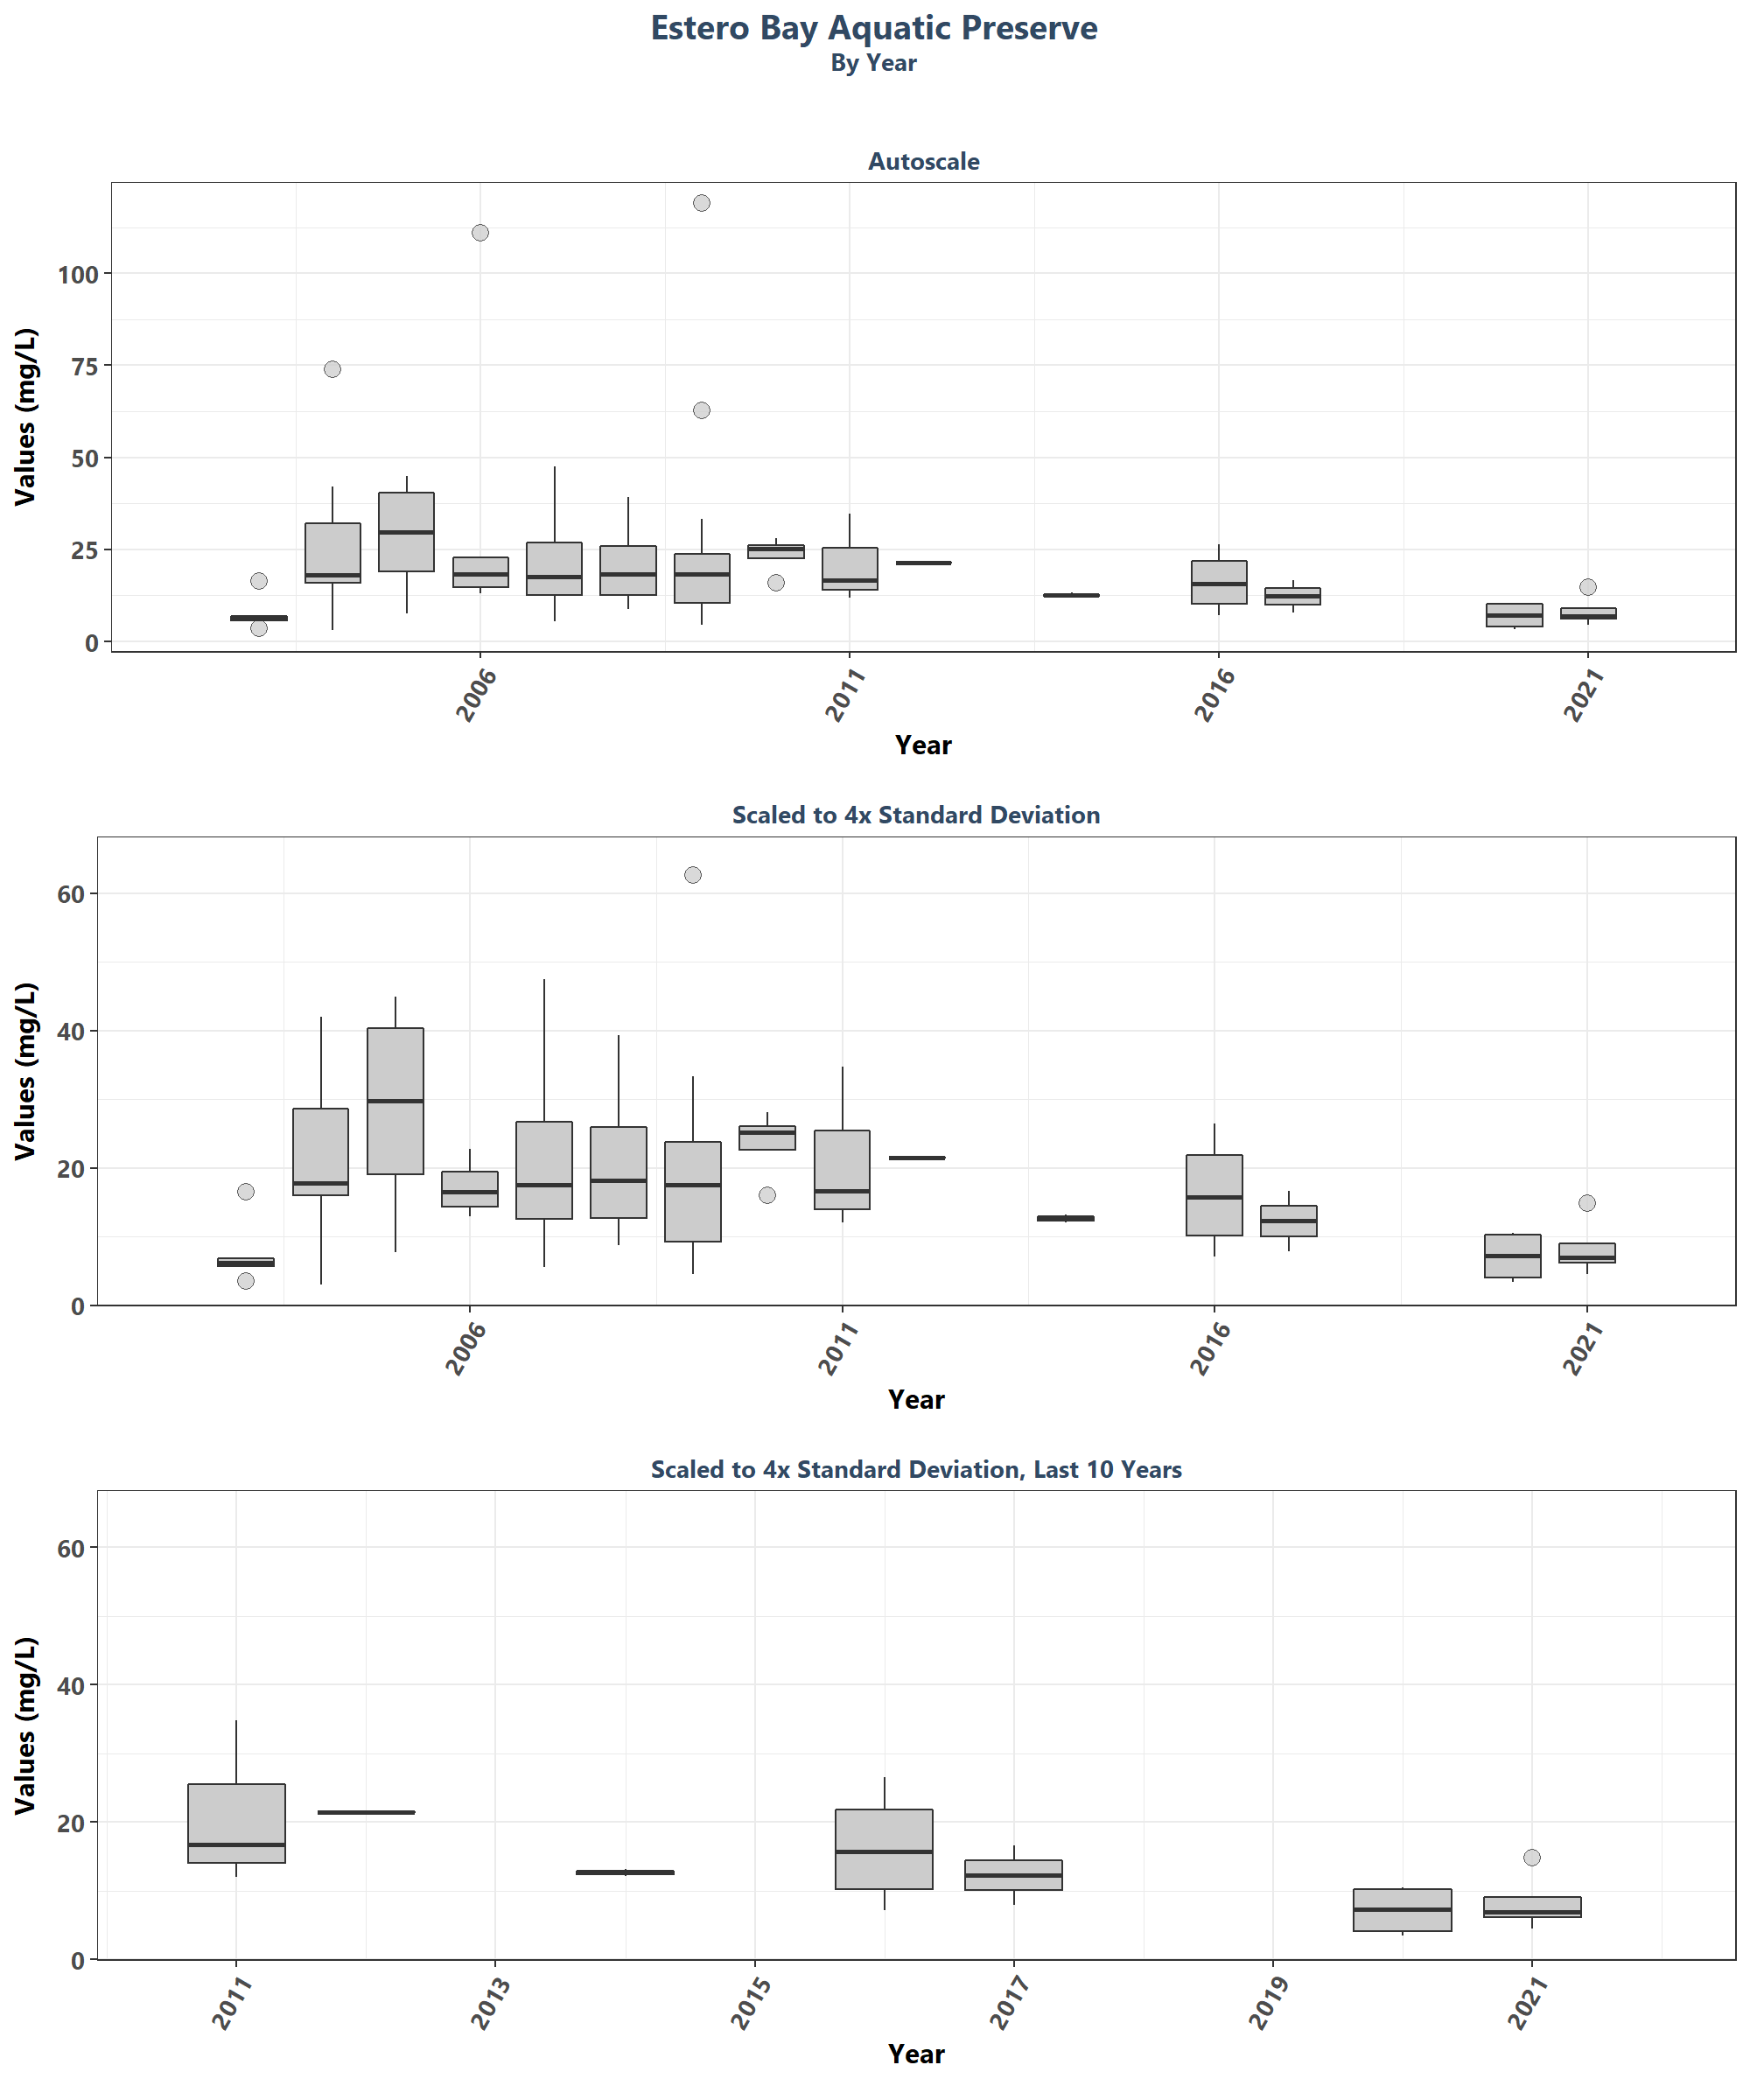 Estero Bay Aquatic Preserve
By Year
Autoscale
Values (mg/L)
100
75
50
25
0
2006
2011
2016
2021
Year
Scaled to 4x Standard Deviation
Values (mg/L)
60
40
20
0
2006
2011
2016
2021
Year
Scaled to 4x Standard Deviation, Last 10 Years
Values (mg/L)
60
40
20
0
2011
2013
2015
2017
2019
2021
Year